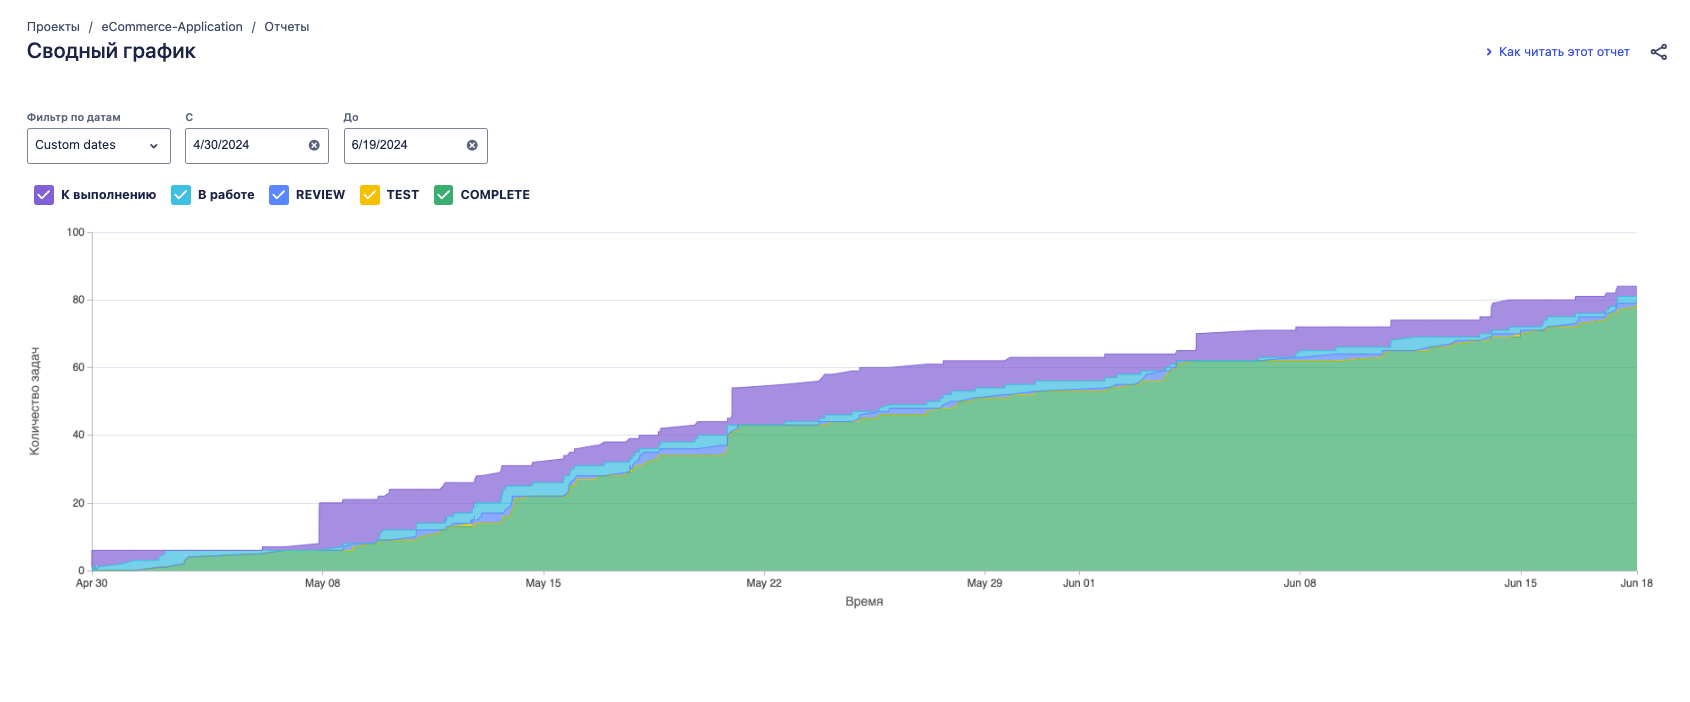 Проекты / eCommerce-Application / Отчеты
Сводный график
Как читать этот отчет
Фильтр по датам
С
До
Custom dates
4/30/2024
6/19/2024
К выполнению
В работе
REVIEW
TEST
COMPLETE
Количество задач
100
80
60
40
20
0
Apr 30
May 08
May 15
May 22
May 29
Jun 01
Jun 08
Jun 15
Jun 18
Время